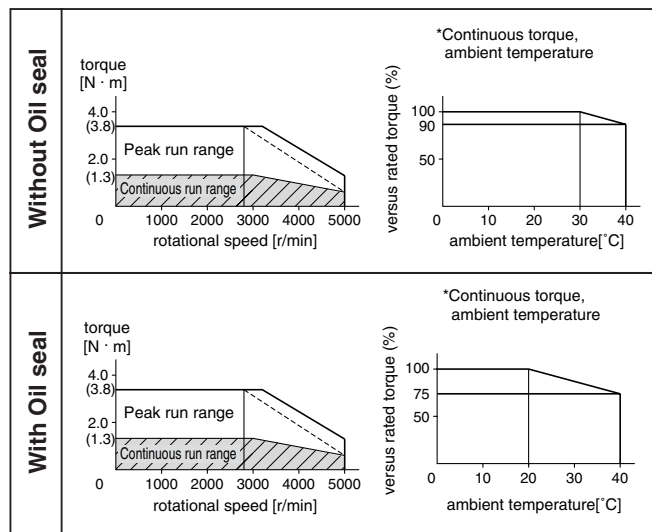 Without Oil seal
torque
[N · m]
4.0
(3.8)
Peak run range
2.0
(1.3)
Continuous run range
0 1000 2000 3000 4000 5000
rotational speed [r/min]
*Continuous torque,
ambient temperature
versus rated torque (%)
100
90
50
0 10 20 30 40
ambient temperature[˚C]
With Oil seal
torque
[N · m]
4.0
(3.8)
Peak run range
2.0
(1.3)
Continuous run range
0 1000 2000 3000 4000 5000
rotational speed [r/min]
*Continuous torque,
ambient temperature
versus rated torque (%)
100
75
50
0 10 20 30 40
ambient temperature[˚C]